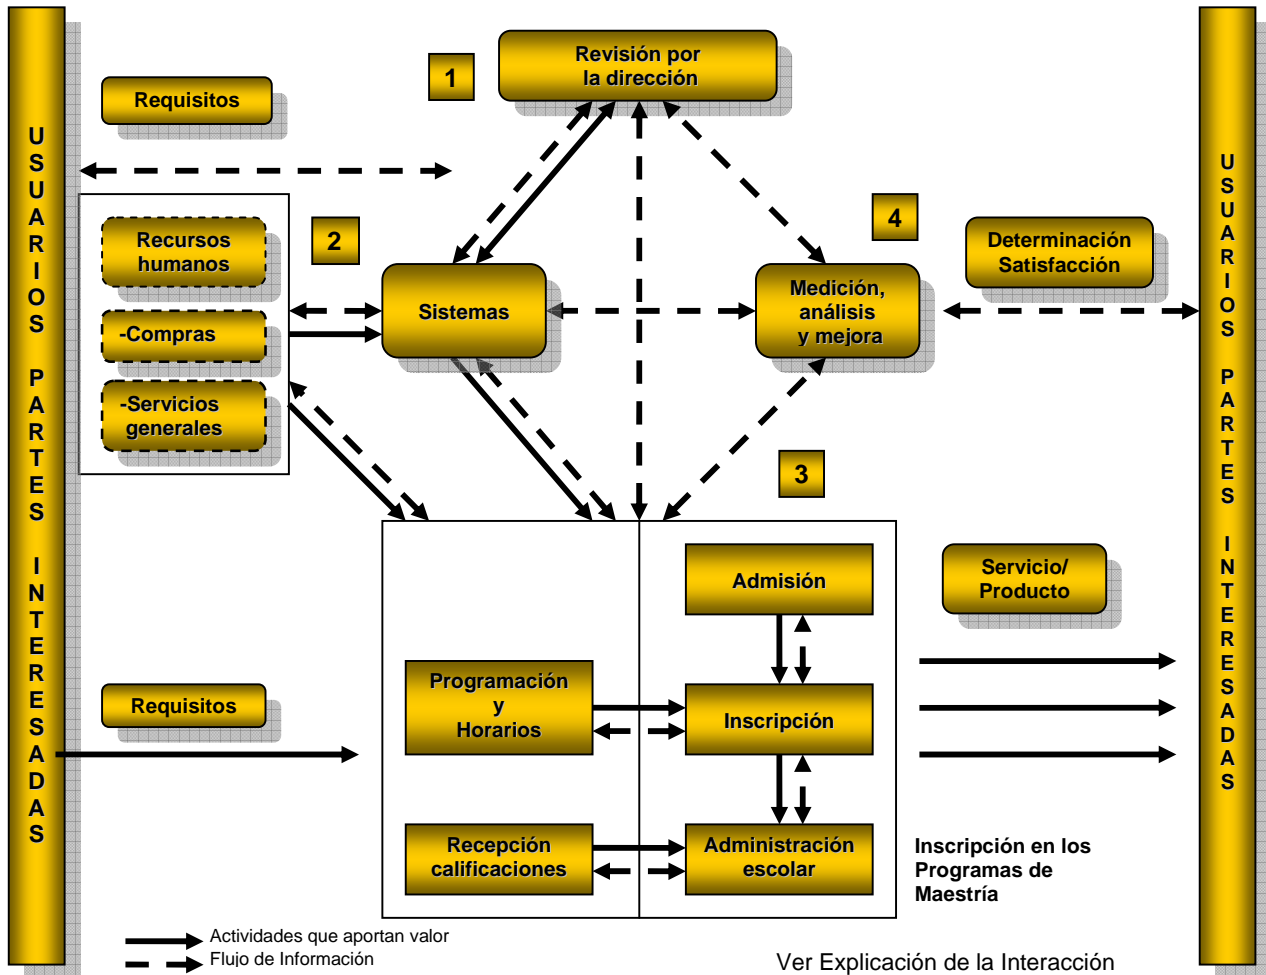 USUARIOS PARTES INTERESADAS
Requisitos
1
Revisión por
la dirección
Recursos
humanos
2
-Compras
-Servicios
generales
Sistemas
4
Medición,
análisis
y mejora
Determinación
Satisfacción
3
Requisitos
Programación
y
Horarios
Recepción
calificaciones
Admisión
Inscripción
Administración
escolar
Servicio/
Producto
Inscripción en los
Programas de
Maestría
USUARIOS PARTES INTERESADAS
Actividades que aportan valor
Flujo de Información
Ver Explicación de la Interacción